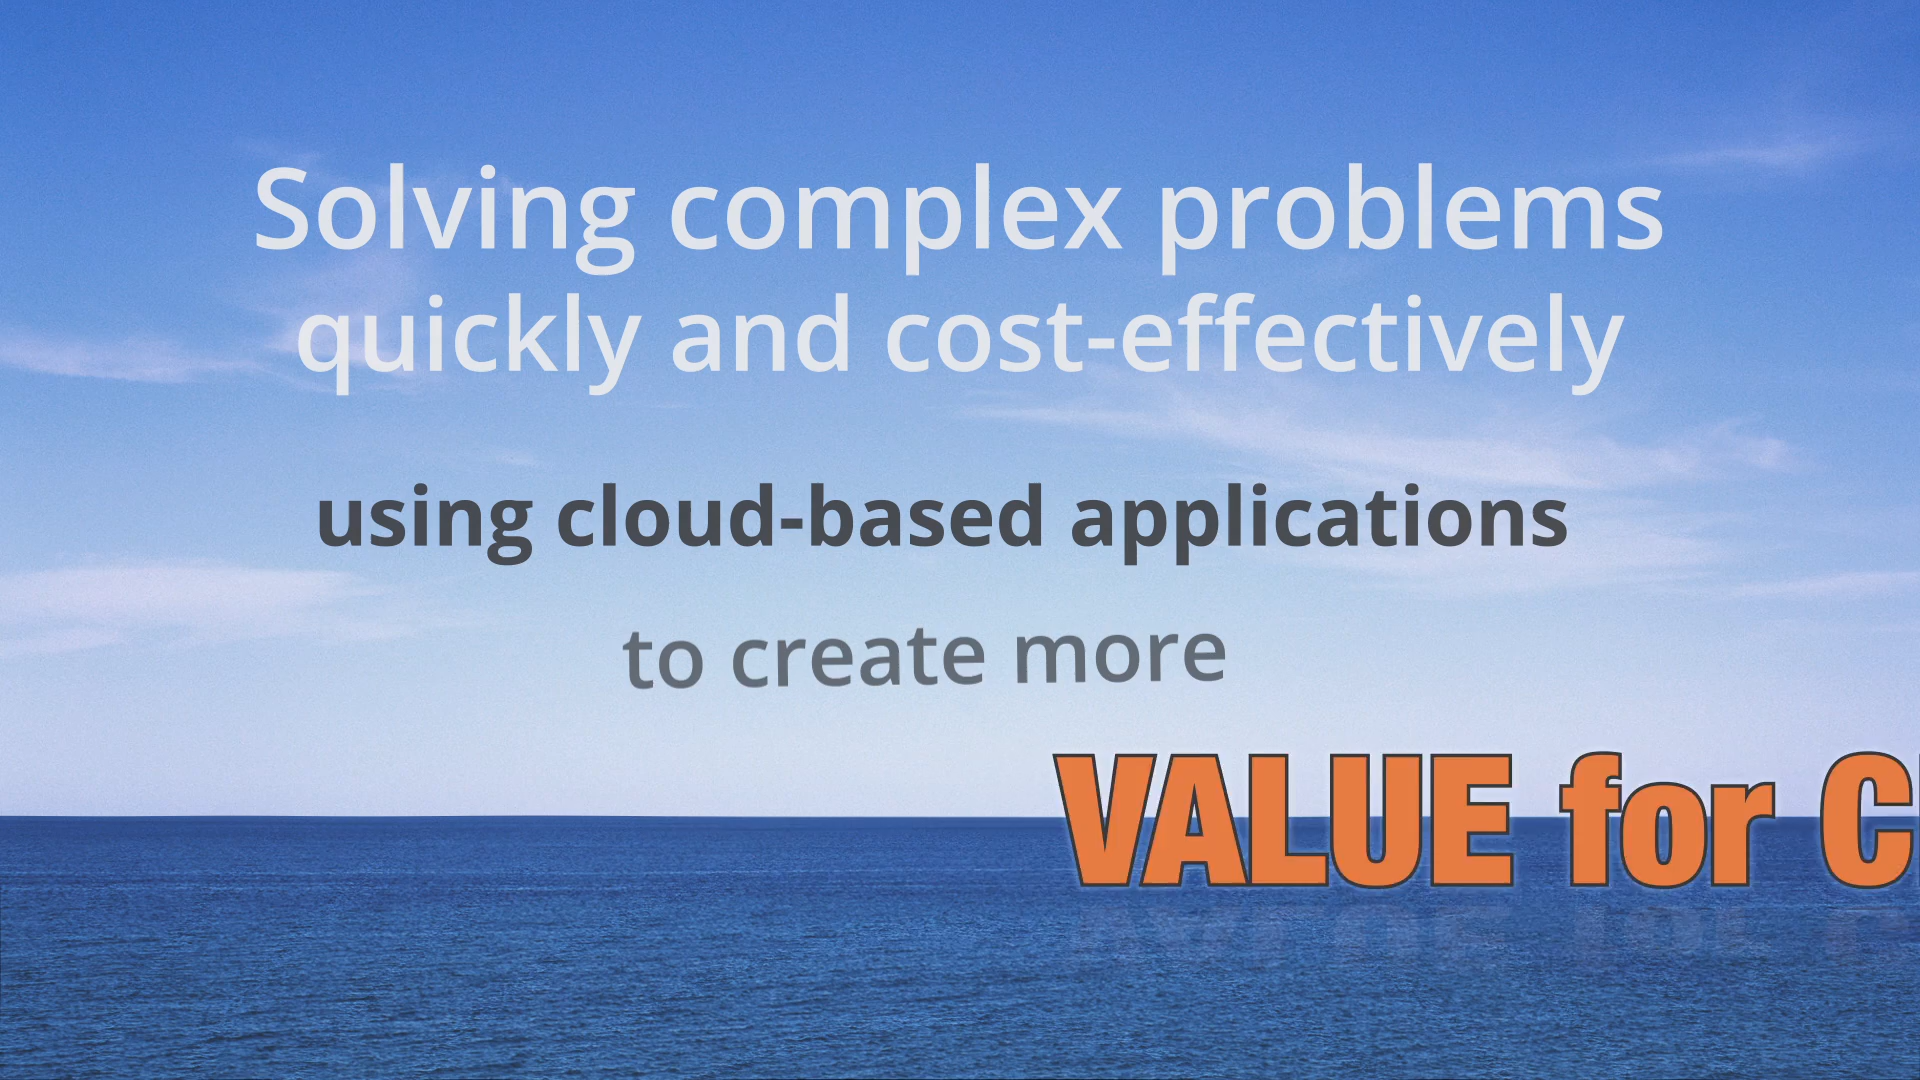 Solving complex problems
quickly and cost-effectively
using cloud-based applications
to create more
VALUE for C